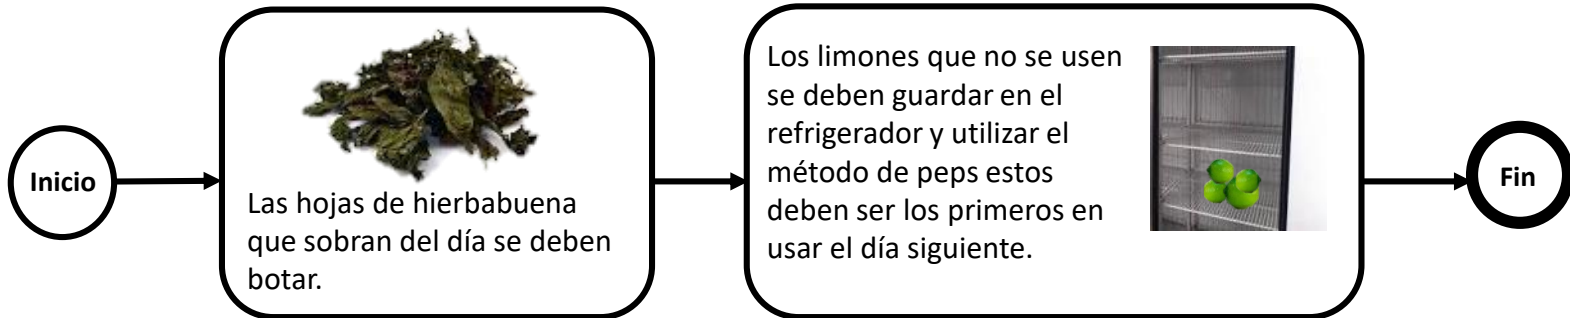 Inicio
Las hojas de hierbabuena
que sobran del día se deben
botar.
Los limones que no se usen
se deben guardar en el
refrigerador y utilizar el
método de peps estos
deben ser los primeros en
usar el día siguiente.
Fin